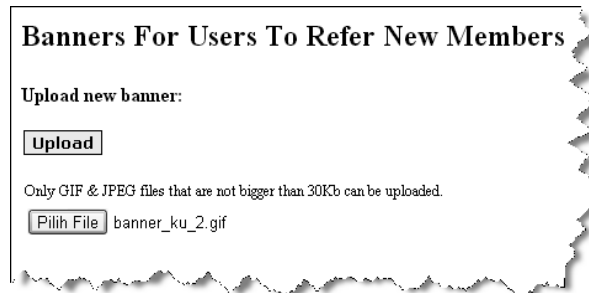 Banners For Users To Refer New Members
Upload new banner:
Upload
Only GIF & JPEG files that are not bigger than 30Kb can be uploaded.
Pilih File banner_ku_2.gif